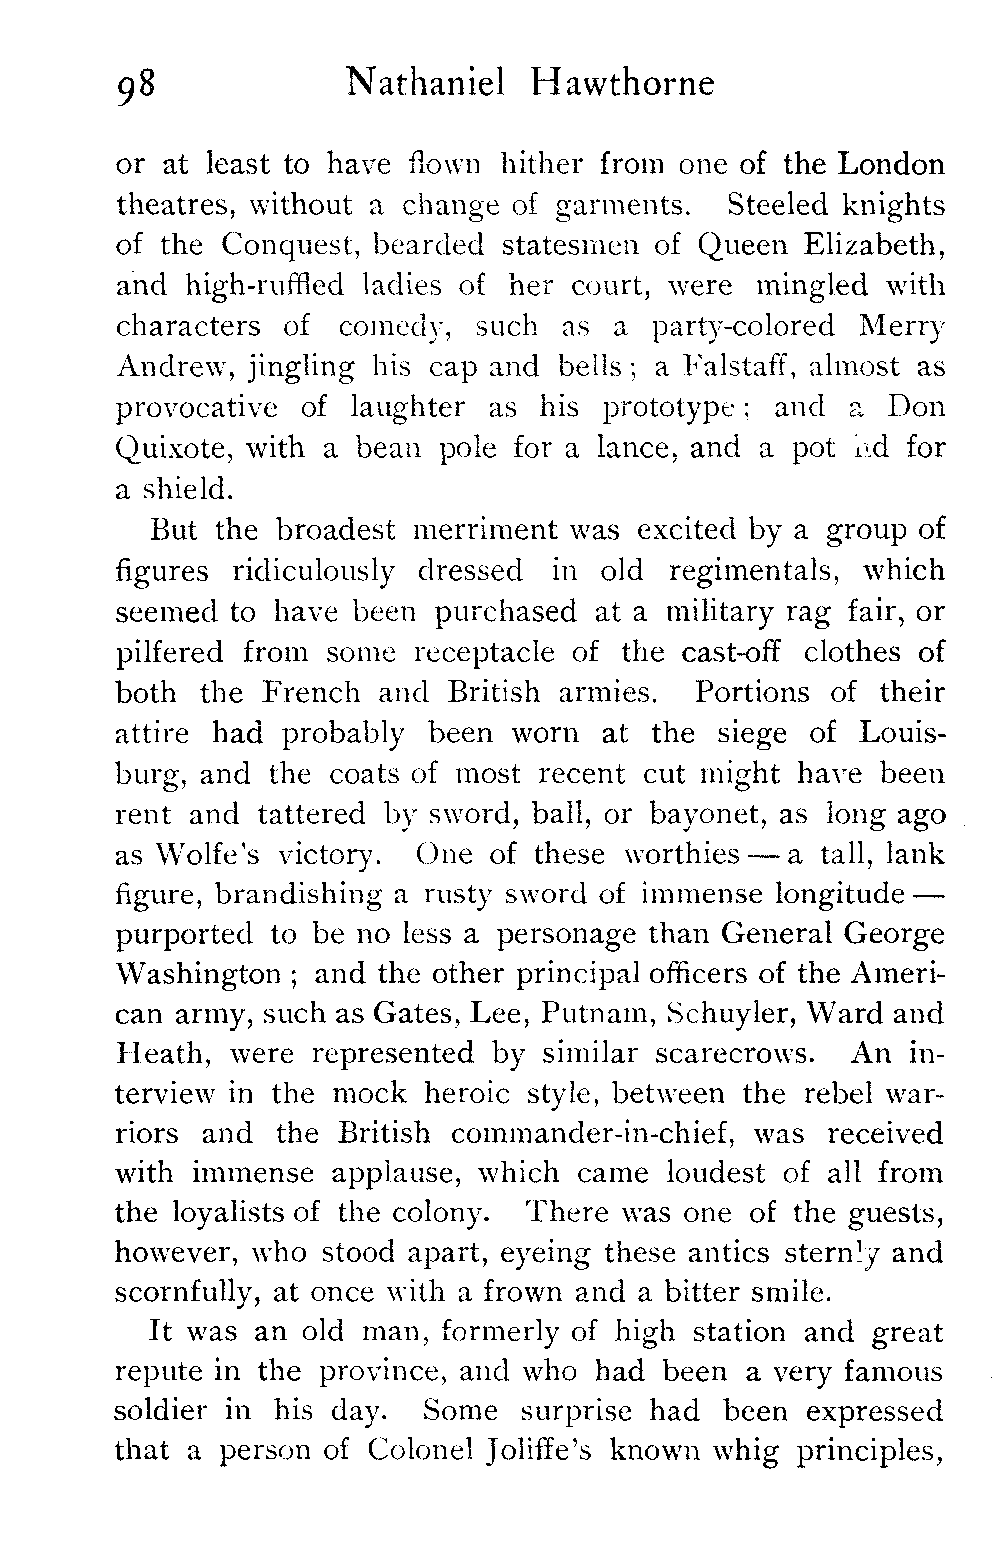 98 Nathaniel Hawthorne
or at least to have flown hither from one of the London
theatres, without a change of garments. Steeled knights
of the Conquest, bearded statesmen of Queen Elizabeth,
and high-ruffled ladies of her court, were mingled with
characters of comedy, such as a party-colored Merry
Andrew, jingling his cap and bells; a Falstaff, almost as
provocative of laughter as his prototype; and a Don
Quixote, with a bean pole for a lance, and a pot lid for
a shield.
But the broadest merriment was excited by a group of
figures ridiculously dressed in old regimentals, which
seemed to have been purchased at a military rag fair, or
pilfered from some receptacle of the cast-off clothes of
both the French and British armies. Portions of their
attire had probably been worn at the siege of Louis-
burg, and the coats of most recent cut might have been
rent and tattered by sword, ball, or bayonet, as long ago
as Wolfe's victory. One of these worthies — a tall, lank
figure, brandishing a rusty sword of immense longitude —
purported to be no less a personage than General George
Washington; and the other principal officers of the Ameri-
can army, such as Gates, Lee, Putnam, Schuyler, Ward and
Heath, were represented by similar scarecrows. An in-
terview in the mock heroic style, between the rebel war-
riors and the British commander-in-chief, was received
with immense applause, which came loudest of all from
the loyalists of the colony. There was one of the guests,
however, who stood apart, eyeing these antics sternly and
scornfully, at once with a frown and a bitter smile.
It was an old man, formerly of high station and great
repute in the province, and who had been a very famous
soldier in his day. Some surprise had been expressed
that a person of Colonel Joliffe's known whig principles,